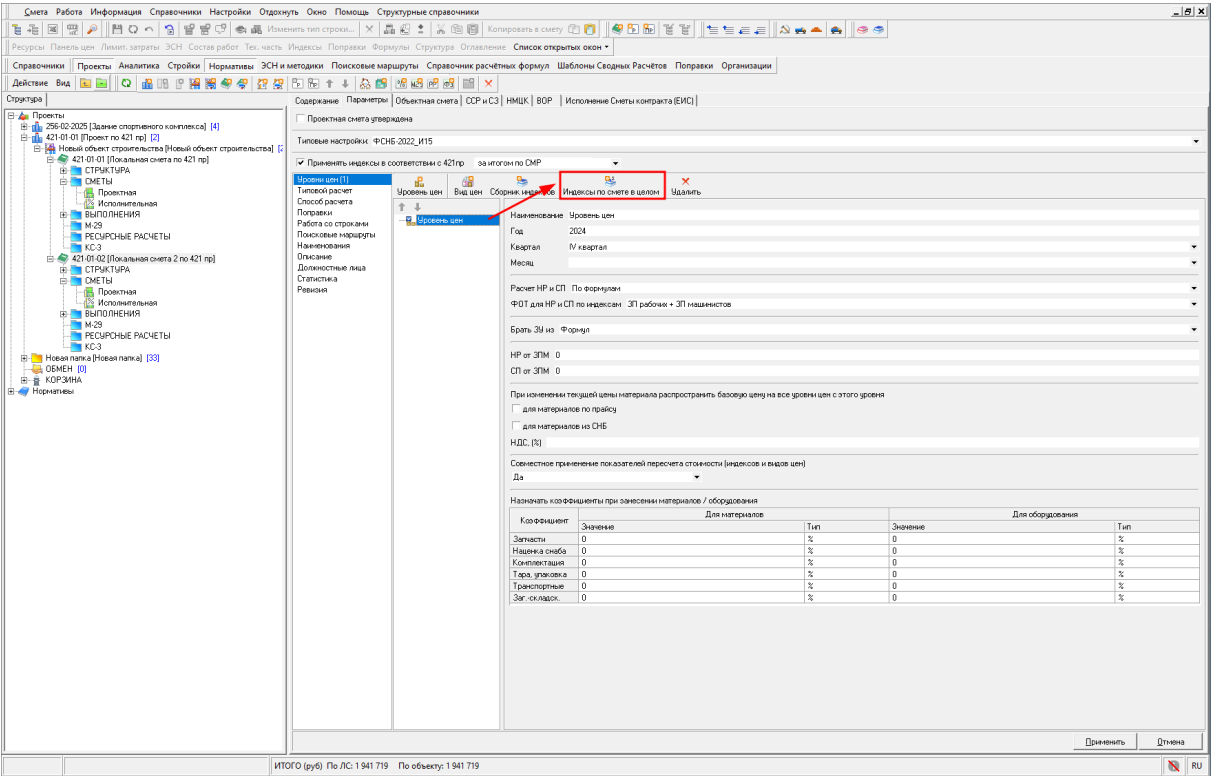 Смета Работа Информация Справочники Настройки Отдохнуть Окно Помощь Структурные справочники
Изменить тип строки...
Копировать в смету
Ресурсы Панель цен Лимит. затраты ЭСН Состав работ Тех. часть Индексы Поправки Формулы Структура Оглавление Список открытых окон
Справочники Проекты Аналитика Стройки Нормативы ЭСН и методики Поисковые маршруты Справочник расчётных формул Шаблоны Сводных Расчётов Поправки Организации
Действие Вид
Структура
Проекты
256-02-2025 [Здание спортивного комплекса] [4]
421-01-01 [Проект по 421 пр] [2]
Новый объект строительства [Новый объект строительства]
421-01-01 [Локальная смета по 421 пр]
СТРУКТУРА
СМЕТЫ
Проектная
Исполнительная
ВЫПОЛНЕНИЯ
М-29
РЕСУРСНЫЕ РАСЧЕТЫ
КС-3
421-01-02 [Локальная смета 2 по 421 пр]
СТРУКТУРА
СМЕТЫ
Проектная
Исполнительная
ВЫПОЛНЕНИЯ
М-29
РЕСУРСНЫЕ РАСЧЕТЫ
КС-3
Новая папка [Новая папка] [33]
ОБМЕН [0]
КОРЗИНА
Нормативы
Содержание Параметры Объектная смета ССР и СЗ НМЦК ВОР Исполнение Сметы контракта (ЕИС)
Проектная смета утверждена
Типовые настройки: ФСНБ-2022_И15
Применять индексы в соответствии с 421пр за итогом по СМР
Уровни цен (1)
Типовой расчет
Способ расчета
Поправки
Работа со строками
Поисковые маршруты
Наименования
Описание
Должностные лица
Статистика
Ревизия
Уровень цен Вид цен Сборник индексов Индексы по смете в целом Удалить
Уровень цен
Наименование Уровень цен
Год 2024
Квартал IV квартал
Месяц
Расчет НР и СП По формулам
ФОТ для НР и СП по индексам ЗП рабочих + ЗП машинистов
Брать ЗУ из Формул
НР от ЗПМ 0
СП от ЗПМ 0
При изменении текущей цены материала распространить базовую цену на все уровни цен с этого уровня
для материалов по прайсу
для материалов из СНБ
НДС, (%)
Совместное применение показателей пересчета стоимости (индексов и видов цен)
Да
Назначать коэффициенты при занесении материалов / оборудования
Коэффициент Для материалов Для оборудования
Значение Тип Значение Тип
Запчасти 0 % 0 %
Наценка снаба 0 % 0 %
Комплектация 0 % 0 %
Тара, упаковка 0 % 0 %
Транспортные 0 % 0 %
Заг.-складск. 0 % 0 %
Применить Отмена
ИТОГО (руб) По ЛС: 1 941 719 По объекту: 1 941 719
RU